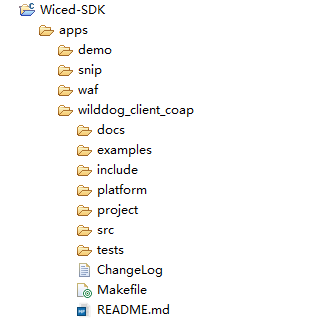 Wiced-SDK
apps
demo
snip
waf
wilddog_client_coap
docs
examples
include
platform
project
src
tests
ChangeLog
Makefile
README.md